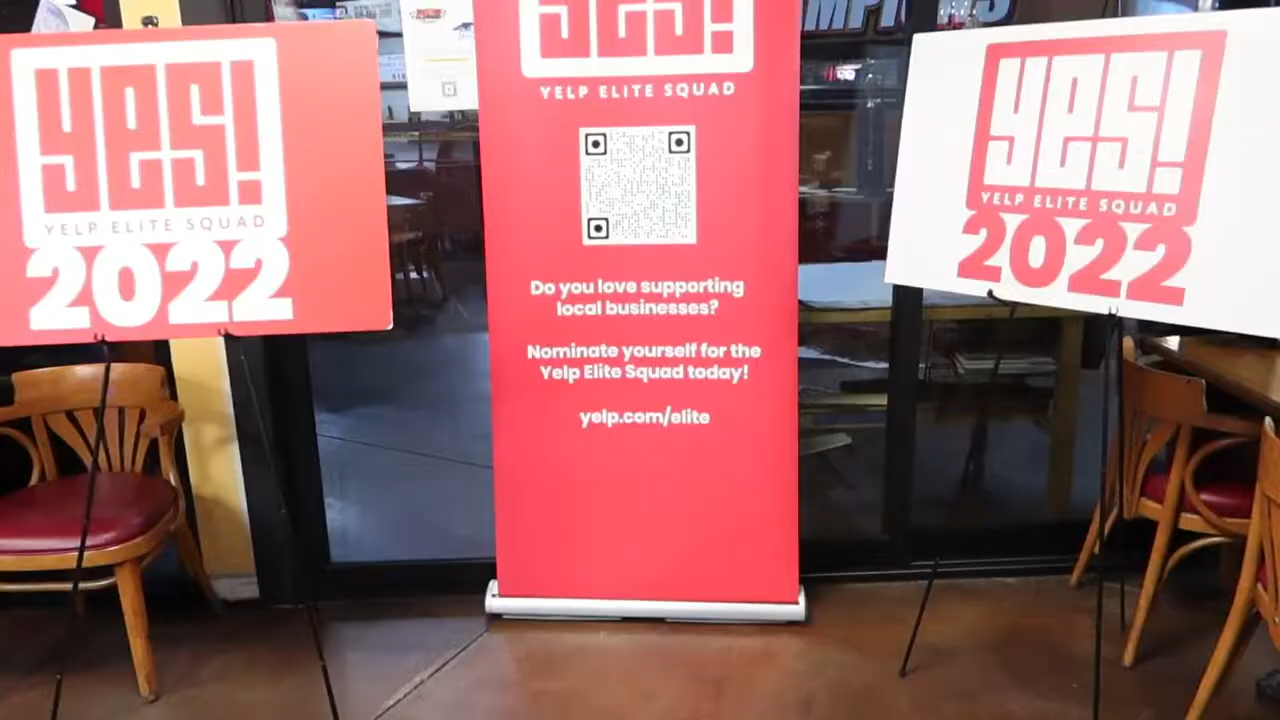 yes!
YELP ELITE SQUAD
2022
yes!
YELP ELITE SQUAD
Do you love supporting
local businesses?
Nominate yourself for the
Yelp Elite Squad today!
yelp.com/elite
yes!
YELP ELITE SQUAD
2022